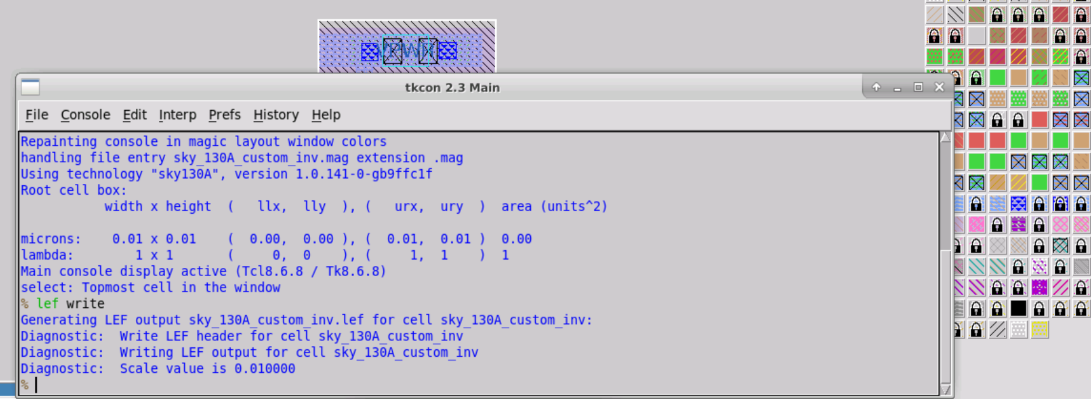 VPWR
tkcon 2.3 Main
File Console Edit Interp Prefs History Help
Repainting console in magic layout window colors
handling file entry sky_130A_custom_inv.mag extension .mag
Using technology "sky130A", version 1.0.141-0-gb9ffc1f
Root cell box:
width x height ( llx, lly ), ( urx, ury ) area (units^2)
microns: 0.01 x 0.01 ( 0.00, 0.00 ), ( 0.01, 0.01 ) 0.00
lambda: 1 x 1 ( 0, 0 ), ( 1, 1 ) 1
Main console display active (Tcl8.6.8 / Tk8.6.8)
select: Topmost cell in the window
% lef write
Generating LEF output sky_130A_custom_inv.lef for cell sky_130A_custom_inv:
Diagnostic: Write LEF header for cell sky_130A_custom_inv
Diagnostic: Writing LEF output for cell sky_130A_custom_inv
Diagnostic: Scale value is 0.010000
%